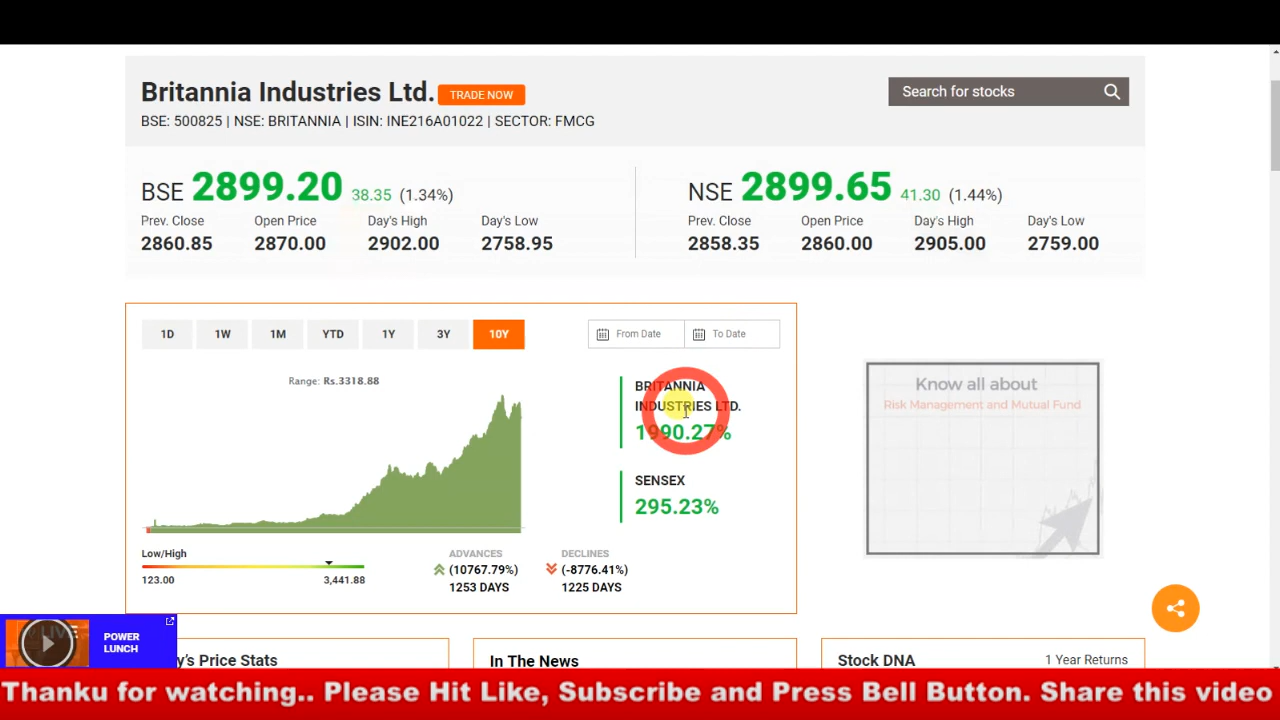 Britannia Industries Ltd. TRADE NOW
Search for stocks
BSE: 500825 | NSE: BRITANNIA | ISIN: INE216A01022 | SECTOR: FMCG
BSE 2899.20 38.35 (1.34%)
Prev. Close Open Price Day's High Day's Low
2860.85 2870.00 2902.00 2758.95
NSE 2899.65 41.30 (1.44%)
Prev. Close Open Price Day's High Day's Low
2858.35 2860.00 2905.00 2759.00
1D 1W 1M YTD 1Y 3Y 10Y
From Date To Date
Range: Rs.3318.88
BRITANNIA
INDUSTRIES LTD.
1990.27%
SENSEX
295.23%
Low/High
123.00 3,441.88
ADVANCES
(10767.79%)
1253 DAYS
DECLINES
(-8776.41%)
1225 DAYS
Know all about
Risk Management and Mutual Fund
LIVE
POWER
LUNCH
y's Price Stats
In The News
Stock DNA 1 Year Returns
Thanku for watching.. Please Hit Like, Subscribe and Press Bell Button. Share this video